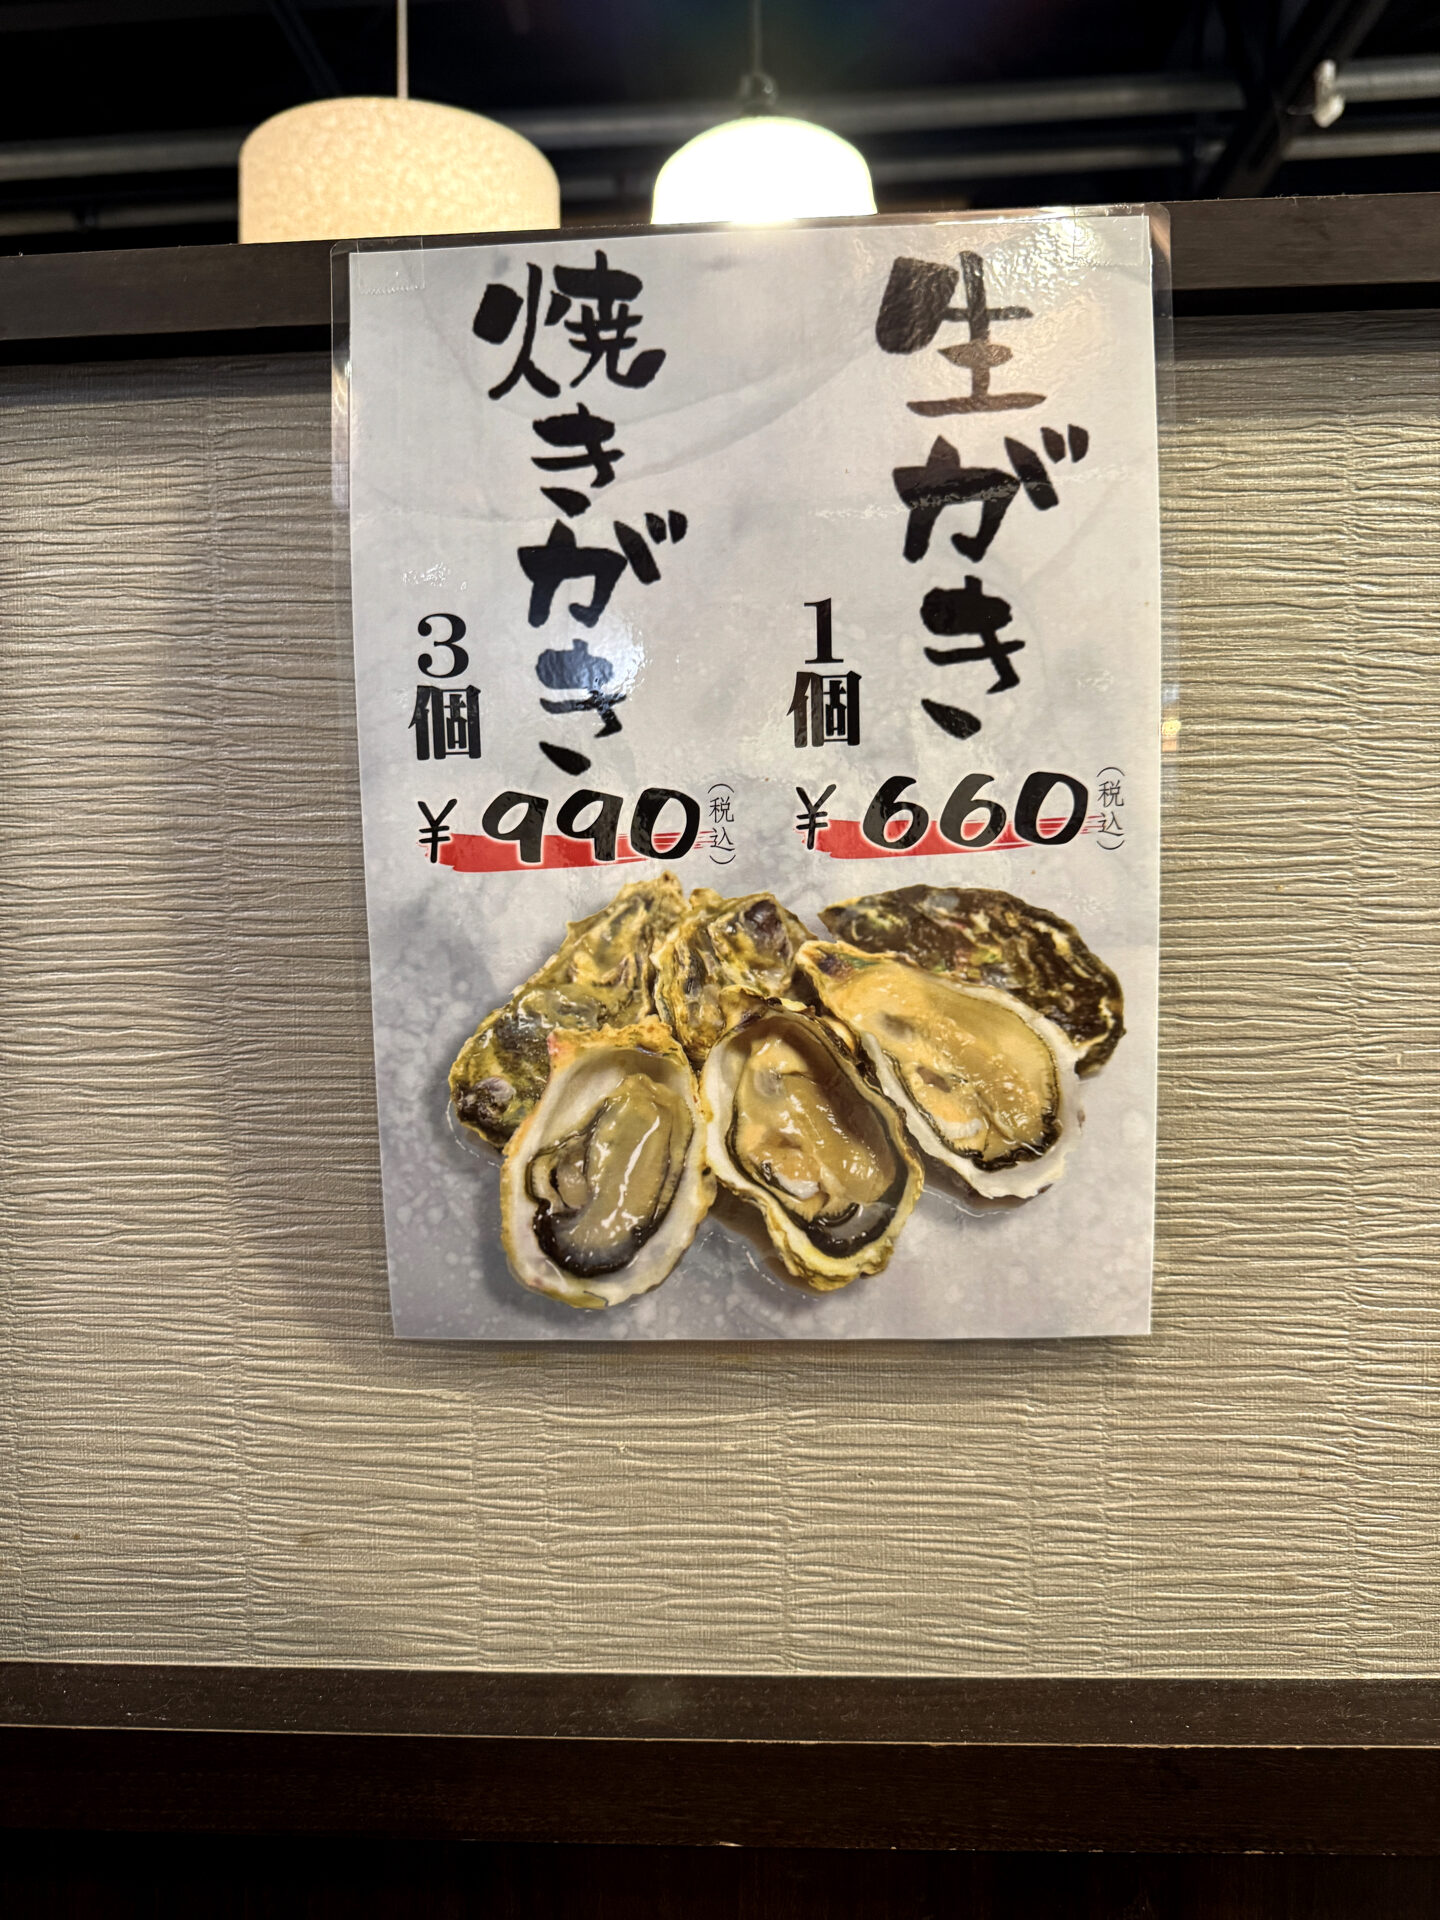 生がき
1個
¥660(税込)
焼きがき
3個
¥990(税込)